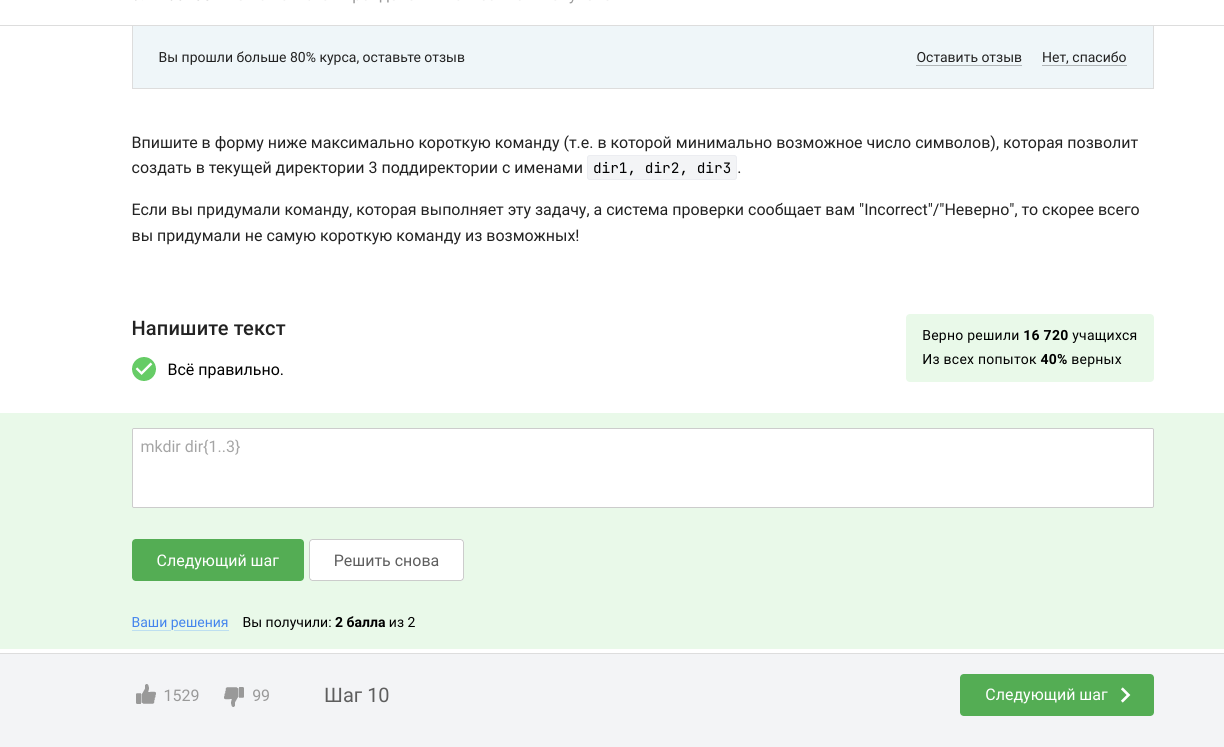 Вы прошли больше 80% курса, оставьте отзыв
Оставить отзыв
Нет, спасибо
Впишите в форму ниже максимально короткую команду (т.е. в которой минимально возможное число символов), которая позволит
создать в текущей директории 3 поддиректории с именами dir1, dir2, dir3.
Если вы придумали команду, которая выполняет эту задачу, а система проверки сообщает вам "Incorrect"/"Неверно", то скорее всего
вы придумали не самую короткую команду из возможных!
Напишите текст
Всё правильно.
Верно решили 16 720 учащихся
Из всех попыток 40% верных
mkdir dir{1..3}
Следующий шаг
Решить снова
Ваши решения
Вы получили: 2 балла из 2
1529
99
Шаг 10
Следующий шаг